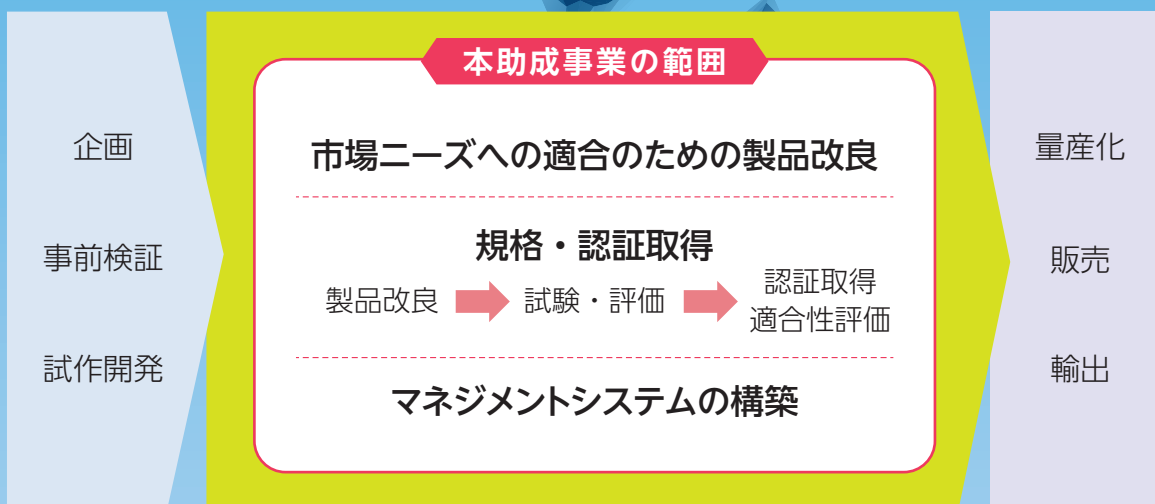 企画
事前検証
試作開発
本助成事業の範囲
市場ニーズへの適合のための製品改良
規格・認証取得
製品改良
試験・評価
認証取得
適合性評価
マネジメントシステムの構築
量産化
販売
輸出